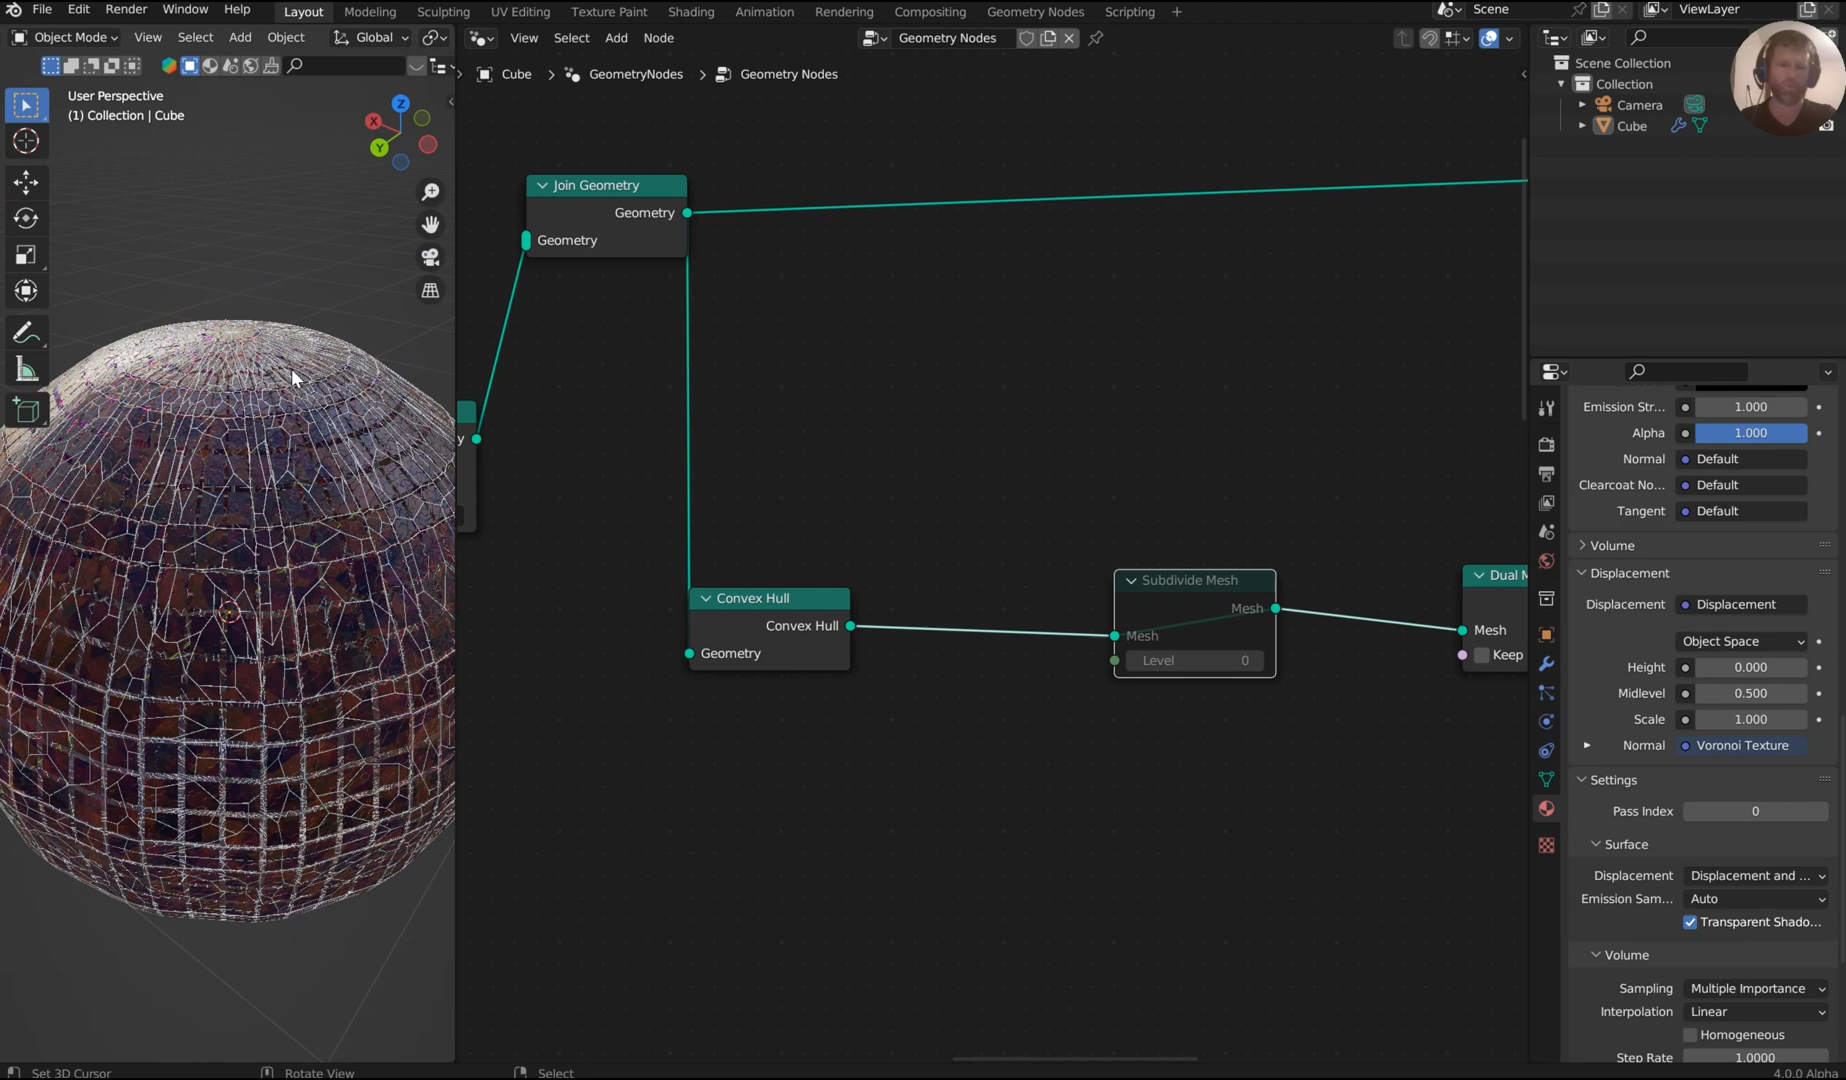 File Edit Render Window Help Layout Modeling Sculpting UV Editing Texture Paint Shading Animation Rendering Compositing Geometry Nodes Scripting + Scene ViewLayer
Object Mode View Select Add Object Global View Select Add Node Geometry Nodes
Cube > GeometryNodes > Geometry Nodes
User Perspective
(1) Collection | Cube
Z
X
Y
Scene Collection
Collection
Camera
Cube
Join Geometry
Geometry
Geometry
y
Convex Hull
Convex Hull
Geometry
Subdivide Mesh
Mesh
Mesh
Level 0
Dual M
Mesh
Keep
Emission Str... 1.000
Alpha 1.000
Normal Default
Clearcoat No... Default
Tangent Default
Volume
Displacement
Displacement Displacement
Object Space
Height 0.000
Midlevel 0.500
Scale 1.000
Normal Voronoi Texture
Settings
Pass Index 0
Surface
Displacement Displacement and ...
Emission Sam... Auto
Transparent Shado...
Volume
Sampling Multiple Importance
Interpolation Linear
Homogeneous
Step Rate 1.0000
Set 3D Cursor Rotate View Select 4.0.0 Alpha